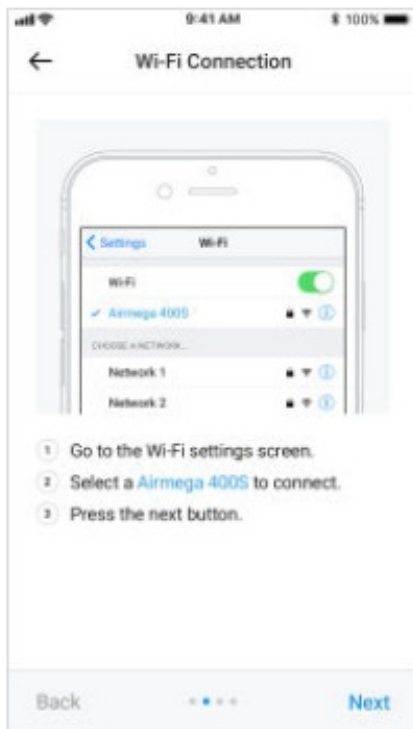 9:41 AM 100%
Wi-Fi Connection
Settings Wi-Fi
Wi-Fi
Airmega 400S
CHOOSE A NETWORK...
Network 1
Network 2
1 Go to the Wi-Fi settings screen.
2 Select a Airmega 400S to connect.
3 Press the next button.
Back Next